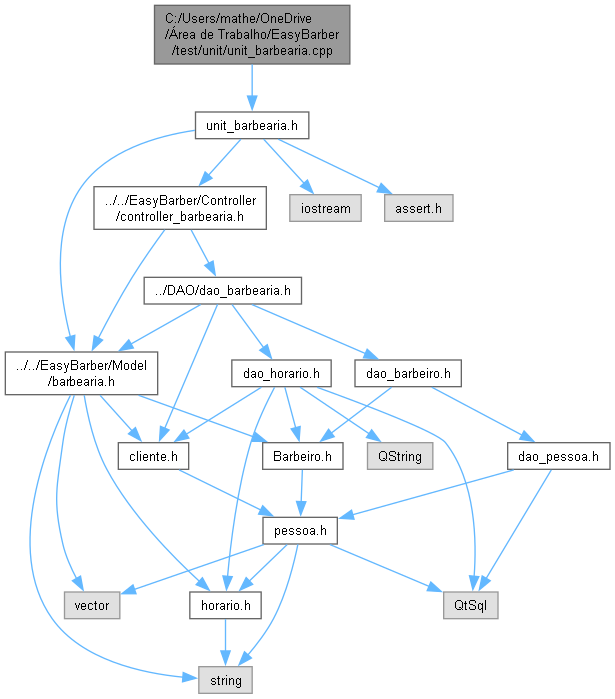 C:/Users/mathe/OneDrive
/Área de Trabalho/EasyBarber
/test/unit/unit_barbearia.cpp
unit_barbearia.h
../../EasyBarber/Controller
/controller_barbearia.h
iostream
assert.h
../DAO/dao_barbearia.h
../../EasyBarber/Model
/barbearia.h
dao_horario.h
dao_barbeiro.h
cliente.h
Barbeiro.h
QString
dao_pessoa.h
pessoa.h
vector
horario.h
QtSql
string